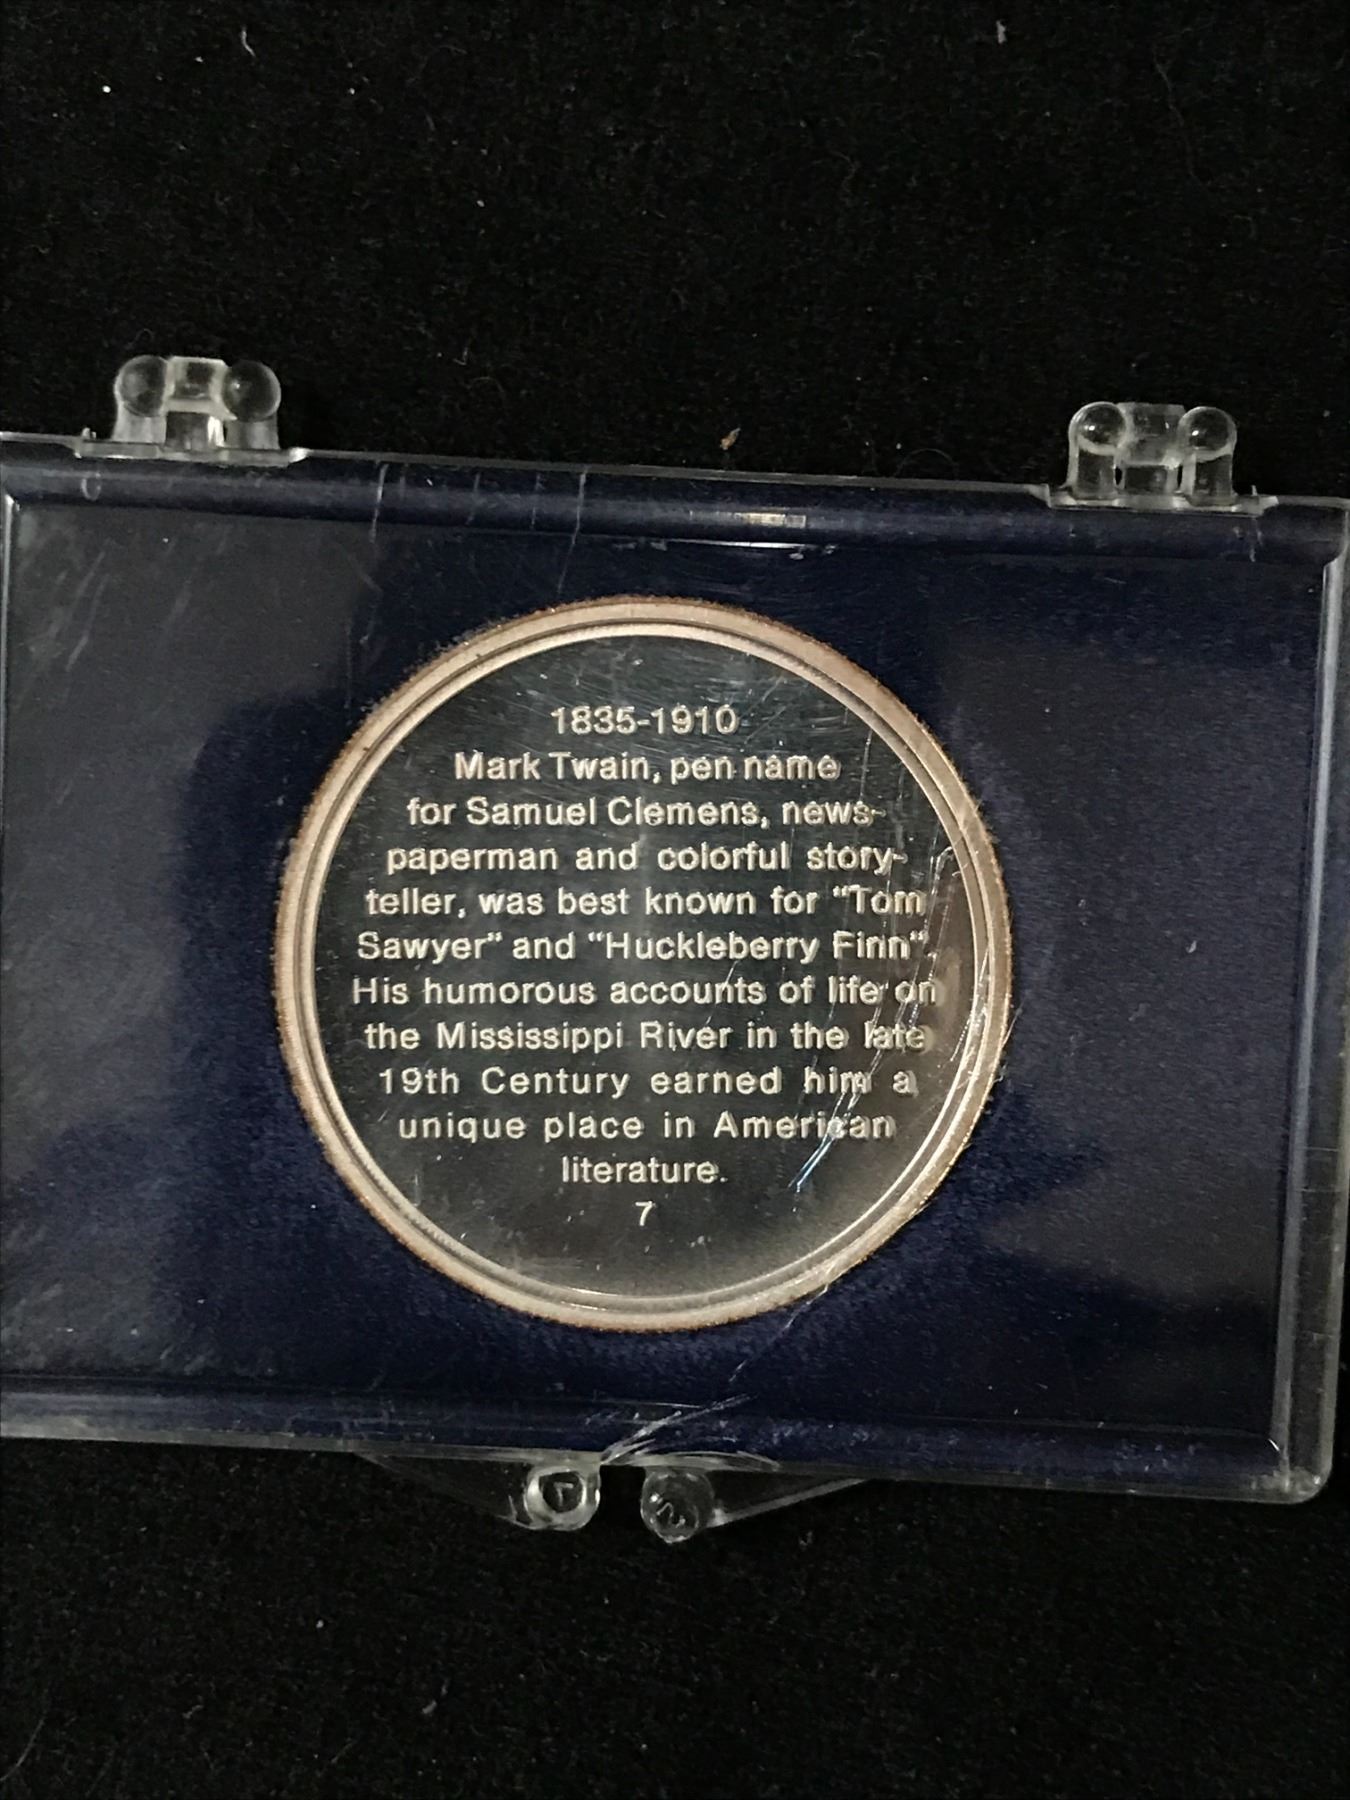 1835-1910
Mark Twain, pen name
for Samuel Clemens, news-
paperman and colorful story-
teller, was best known for "Tom
Sawyer" and "Huckleberry Finn".
His humorous accounts of life on
the Mississippi River in the late
19th Century earned him a
unique place in American
literature.
7